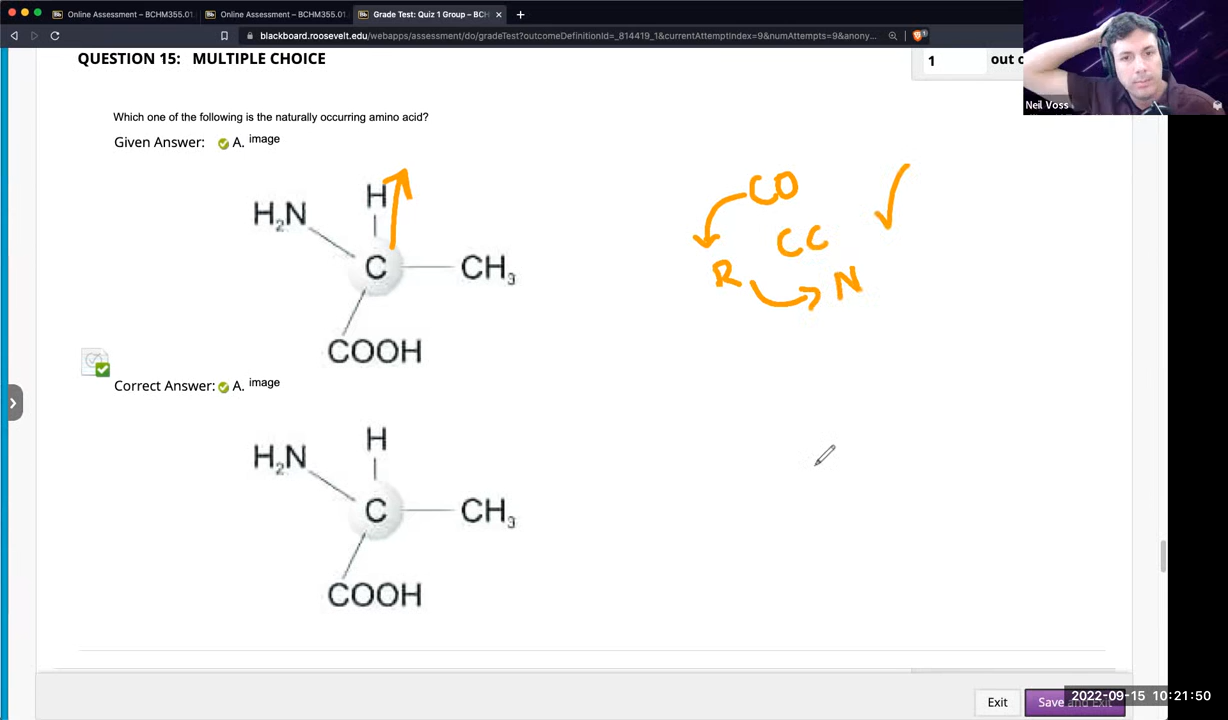 Online Assessment – BCHM355.01.
Online Assessment – BCHM355.01.
Grade Test: Quiz 1 Group – BCH
blackboard.roosevelt.edu/webapps/assessment/do/gradeTest?outcomeDefinitionId=_814419_1&currentAttemptIndex=9&numAttempts=9&anony...
QUESTION 15: MULTIPLE CHOICE
1
out o
Neil Voss
Which one of the following is the naturally occurring amino acid?
Given Answer: A. image
H
H₂N
C
CH₃
COOH
CO
CC
R
N
Correct Answer: A. image
H
H₂N
C
CH₃
COOH
Exit
Save and Exit
2022-09-15 10:21:50